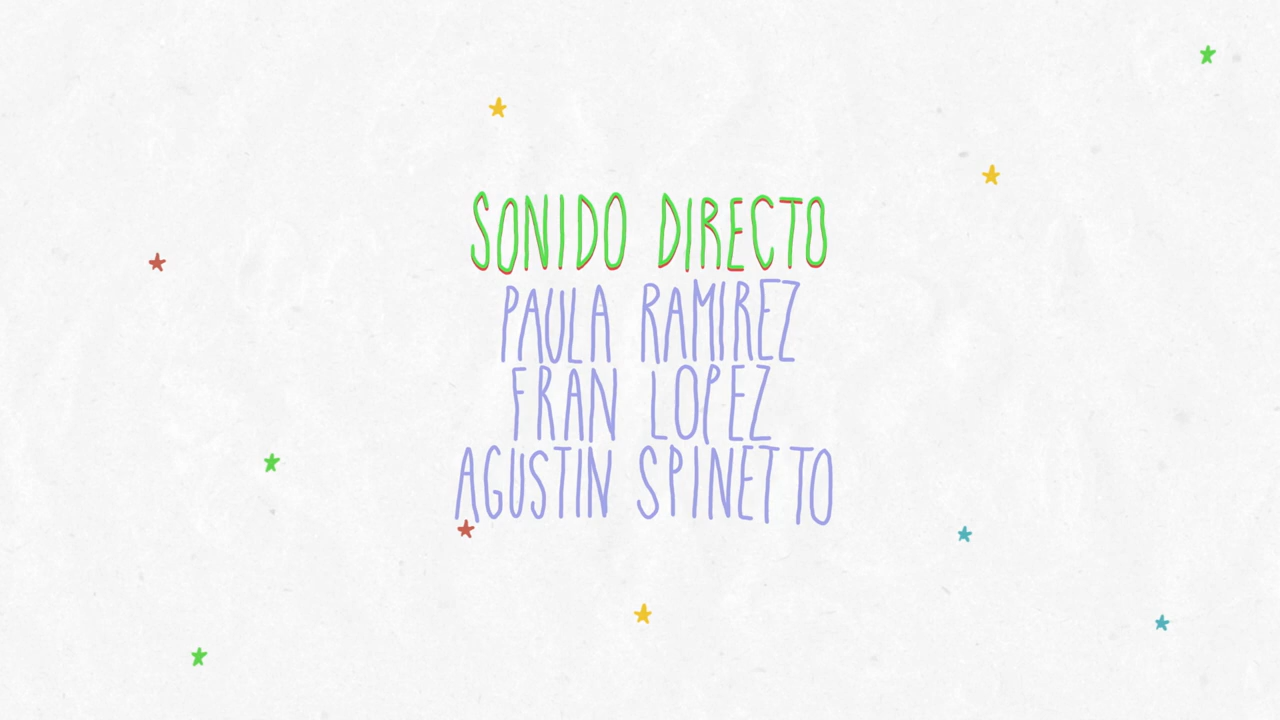 SONIDO DIRECTO
PAULA RAMIREZ
FRAN LOPEZ
AGUSTIN SPINETTO